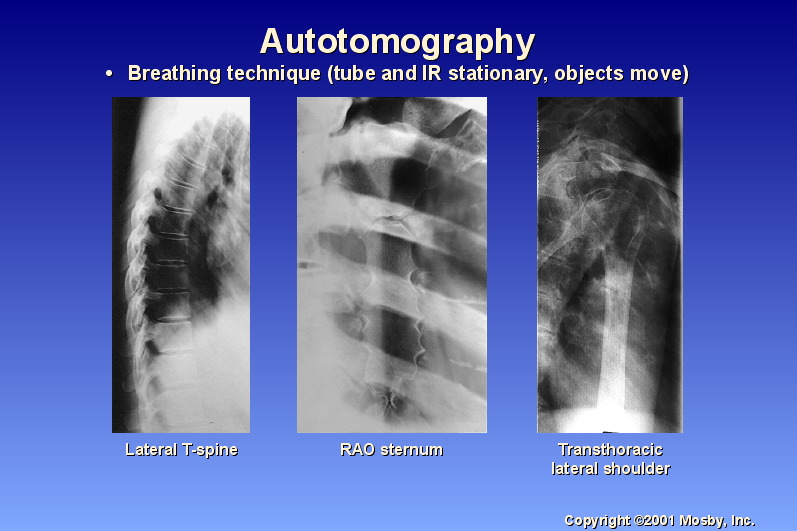 Autotomography
• Breathing technique (tube and IR stationary, objects move)
Lateral T-spine
RAO sternum
Transthoracic
lateral shoulder
Copyright ©2001 Mosby, Inc.